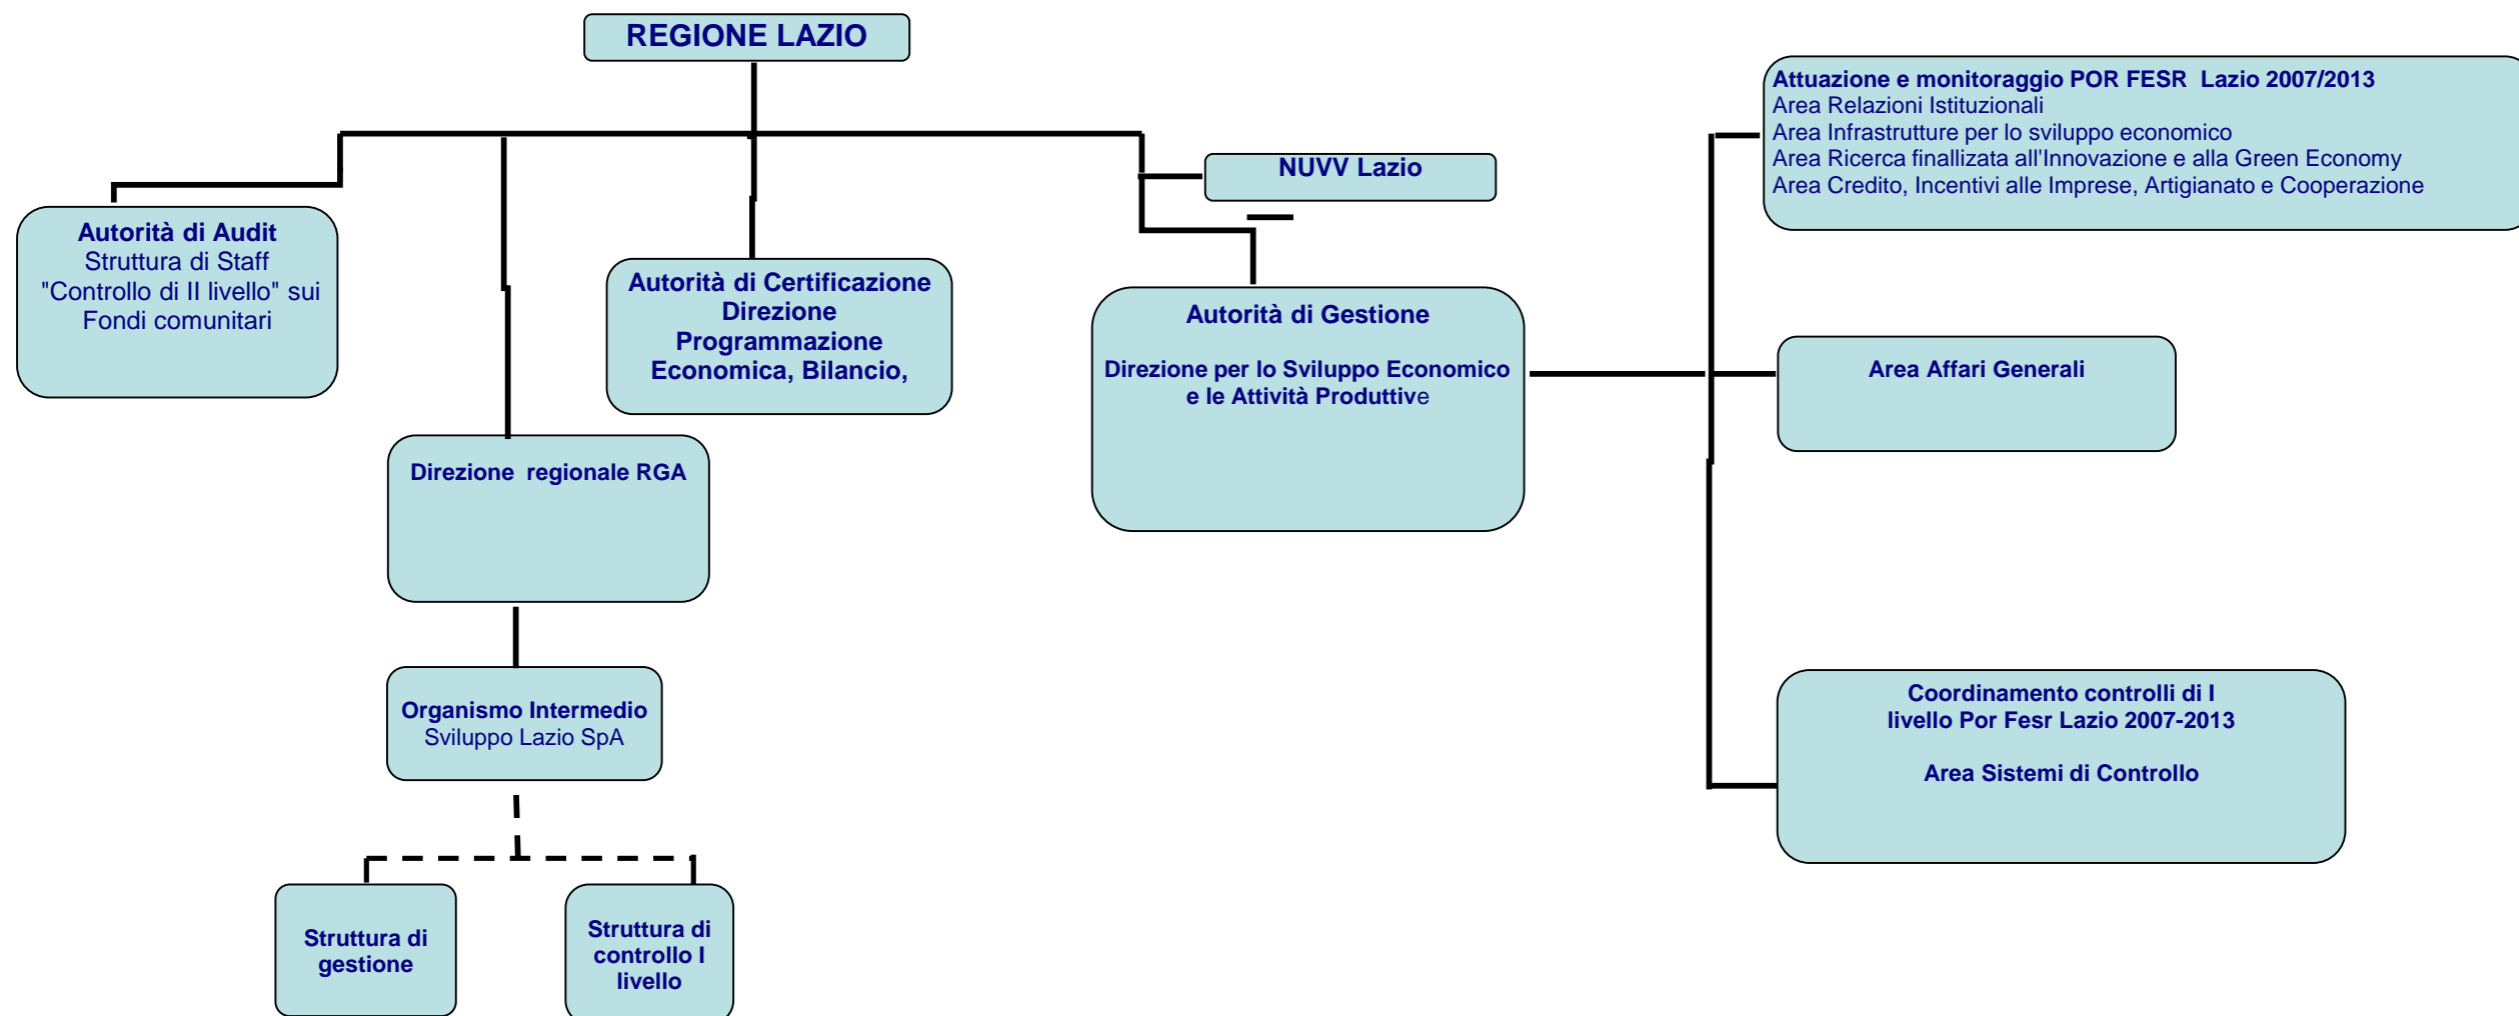 REGIONE LAZIO
Attuazione e monitoraggio POR FESR Lazio 2007/2013
Area Relazioni Istituzionali
Area Infrastrutture per lo sviluppo economico
Area Ricerca finallizata all'Innovazione e alla Green Economy
Area Credito, Incentivi alle Imprese, Artigianato e Cooperazione
NUVV Lazio
Autorità di Audit
Struttura di Staff
"Controllo di II livello" sui
Fondi comunitari
Autorità di Certificazione
Direzione
Programmazione
Economica, Bilancio,
Autorità di Gestione
Direzione per lo Sviluppo Economico
e le Attività Produttive
Area Affari Generali
Direzione regionale RGA
Organismo Intermedio
Sviluppo Lazio SpA
Coordinamento controlli di I
livello Por Fesr Lazio 2007-2013
Area Sistemi di Controllo
Struttura di
gestione
Struttura di
controllo I
livello